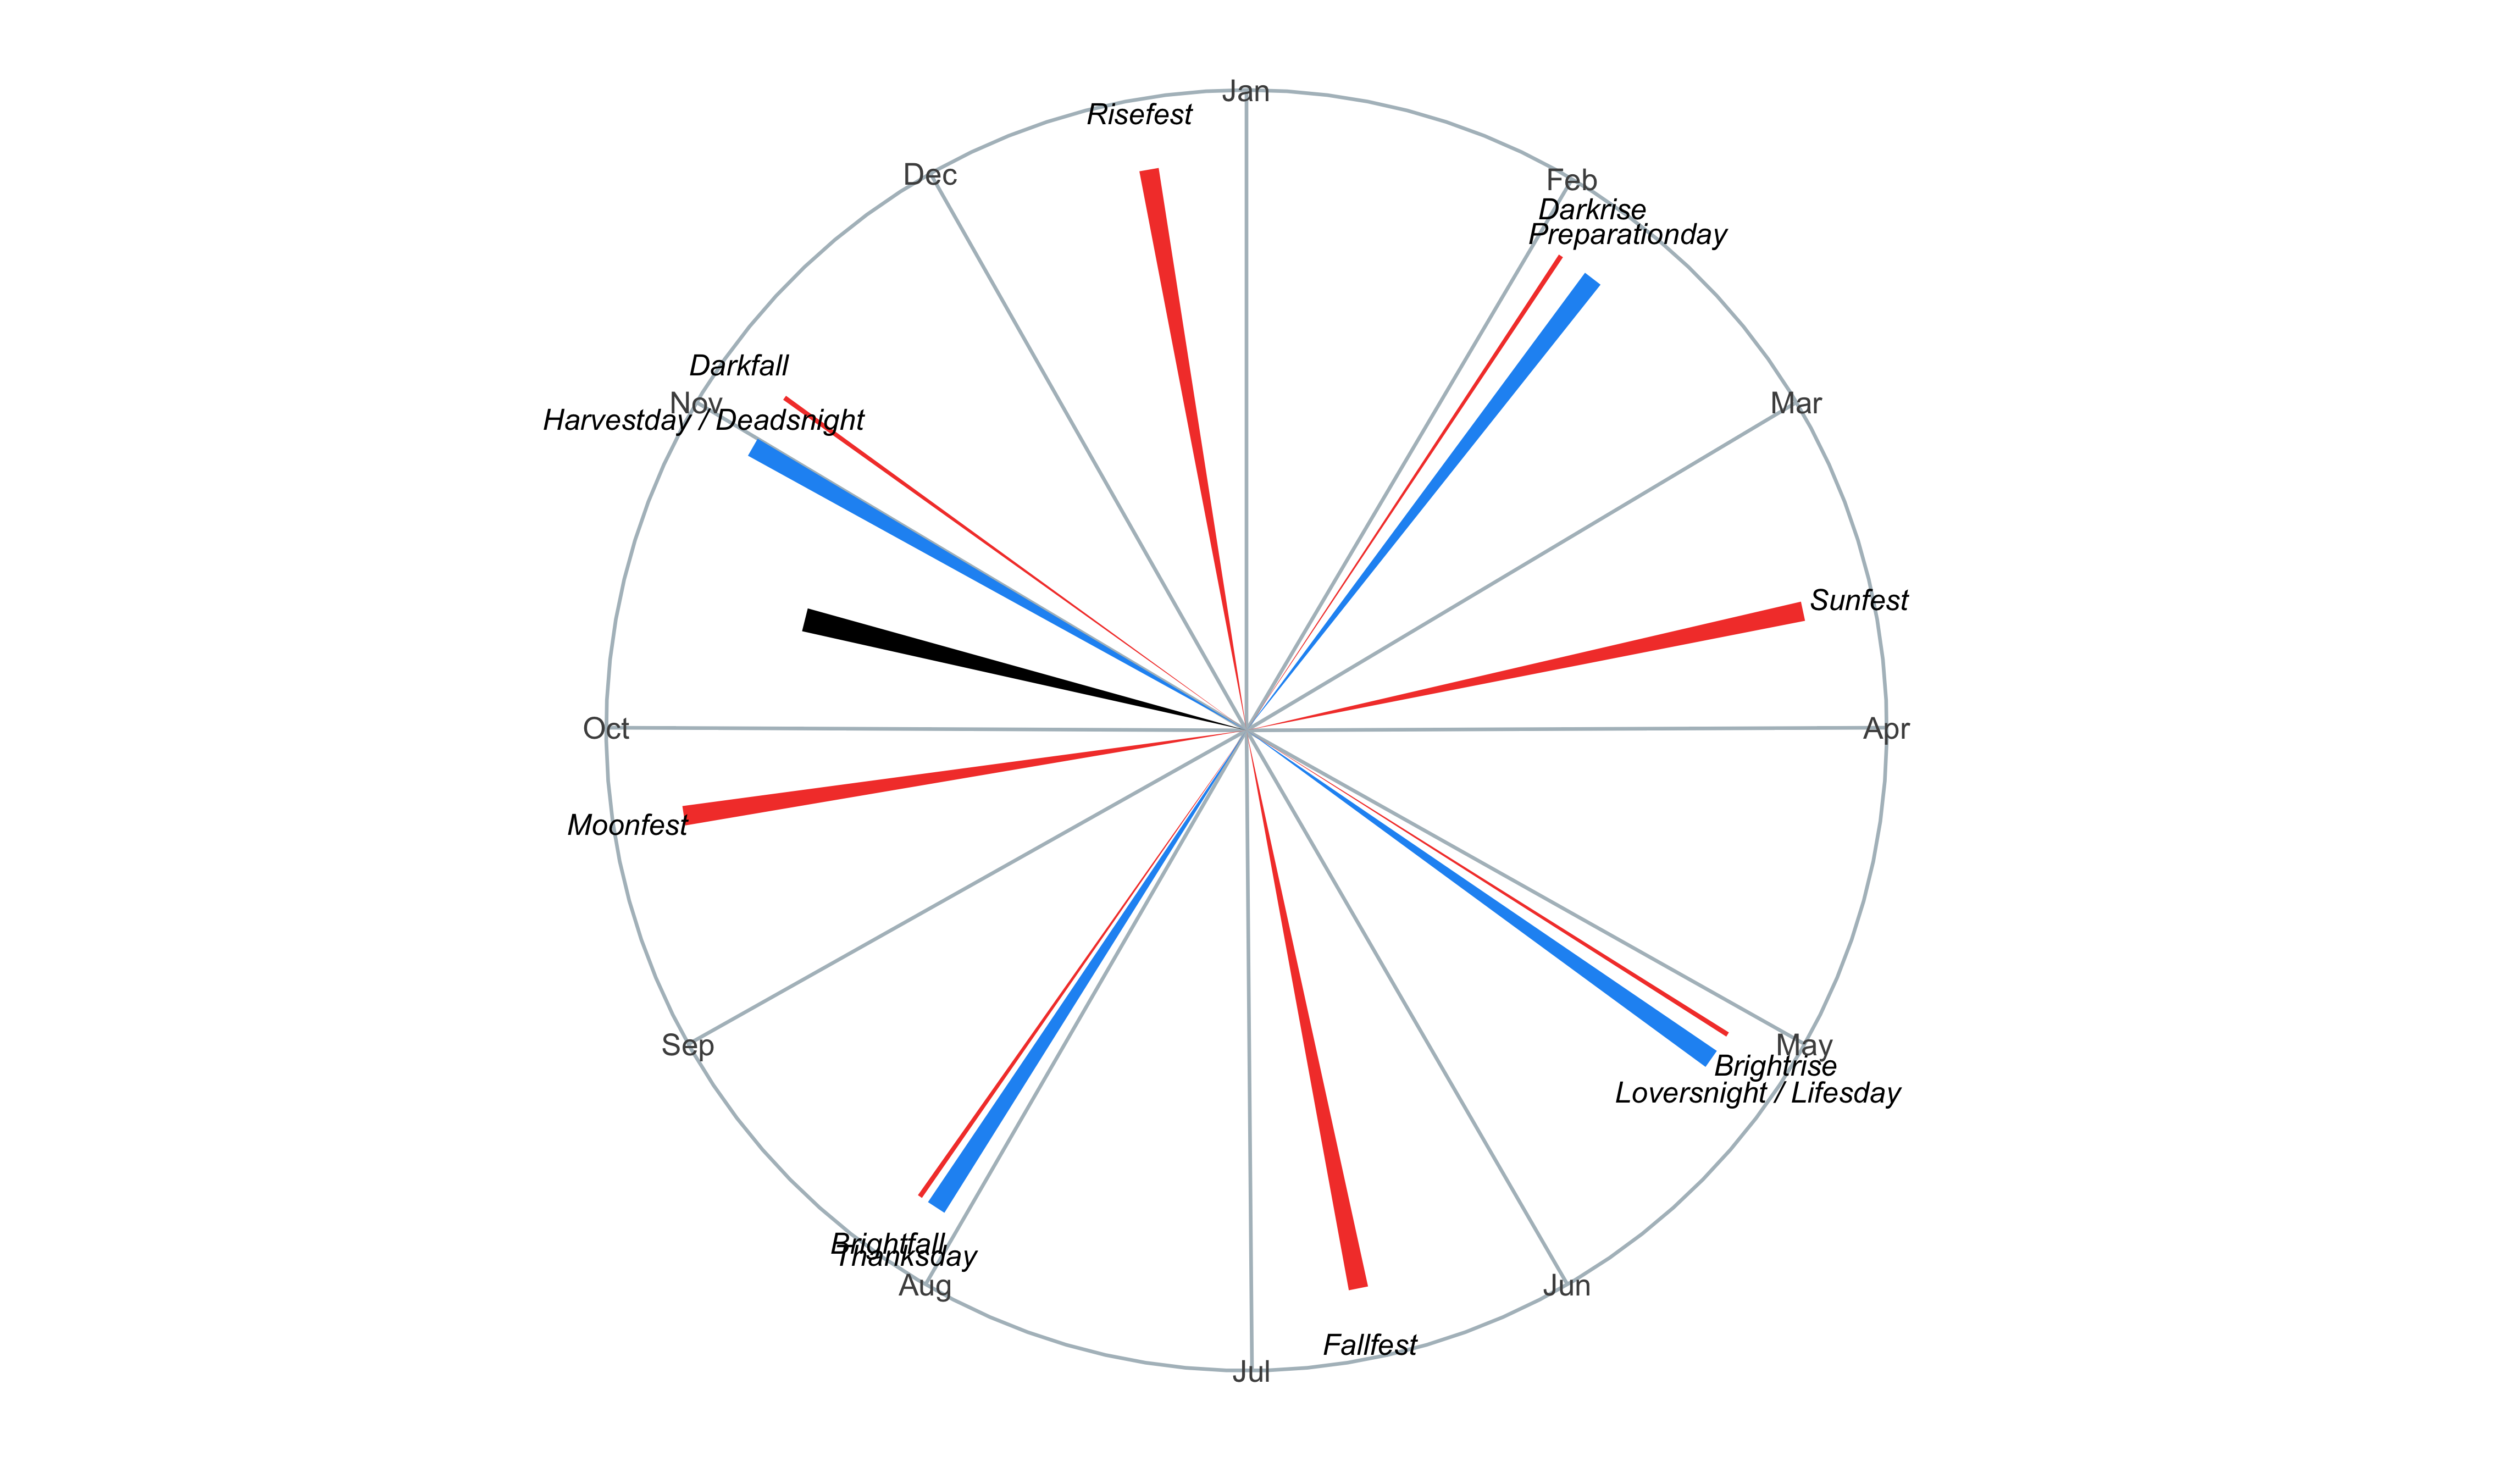 Jan
Risefest
Dec
Feb
Darkrise
Preparationday
Darkfall
Nov
Mar
Harvestday / Deadsnight
Sunfest
Oct
Apr
Moonfest
Sep
May
Brightrise
Loversnight / Lifesday
Brightfall
Thanksday
Aug
Jun
Fallfest
Jul